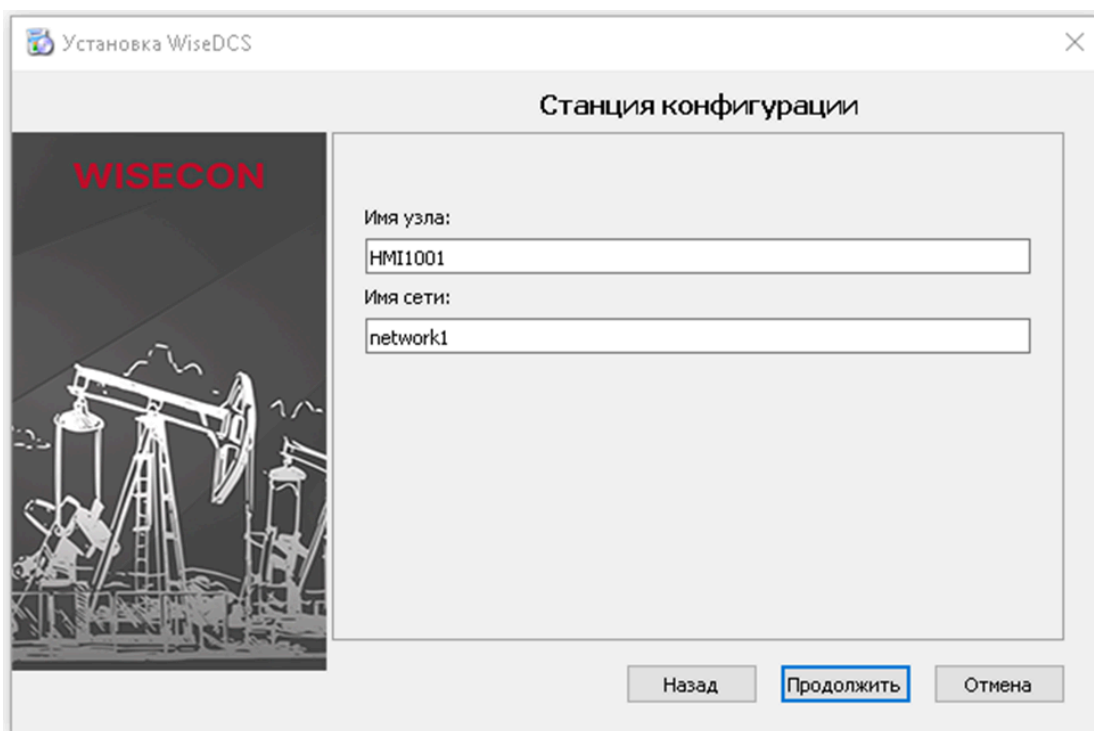 Установка WiseDCS
Станция конфигурации
WISECON
Имя узла:
HMI1001
Имя сети:
network1
Назад
Продолжить
Отмена